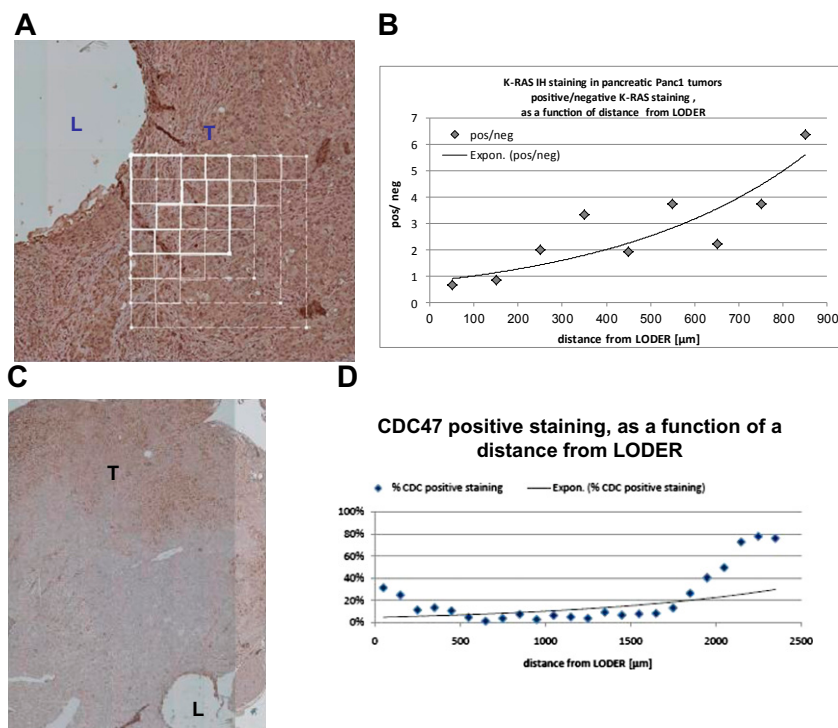 A
L
T
B
K-RAS IH staining in pancreatic Panc1 tumors
positive/negative K-RAS staining ,
as a function of distance from LODER
pos/neg
Expon. (pos/neg)
7
6
5
4
3
2
1
0
pos/ neg
0 100 200 300 400 500 600 700 800 900
distance from LODER [µm]
C
T
L
D
CDC47 positive staining, as a function of a
distance from LODER
% CDC positive staining Expon. (% CDC positive staining)
100%
80%
60%
40%
20%
0%
0 500 1000 1500 2000 2500
distance from LODER [µm]